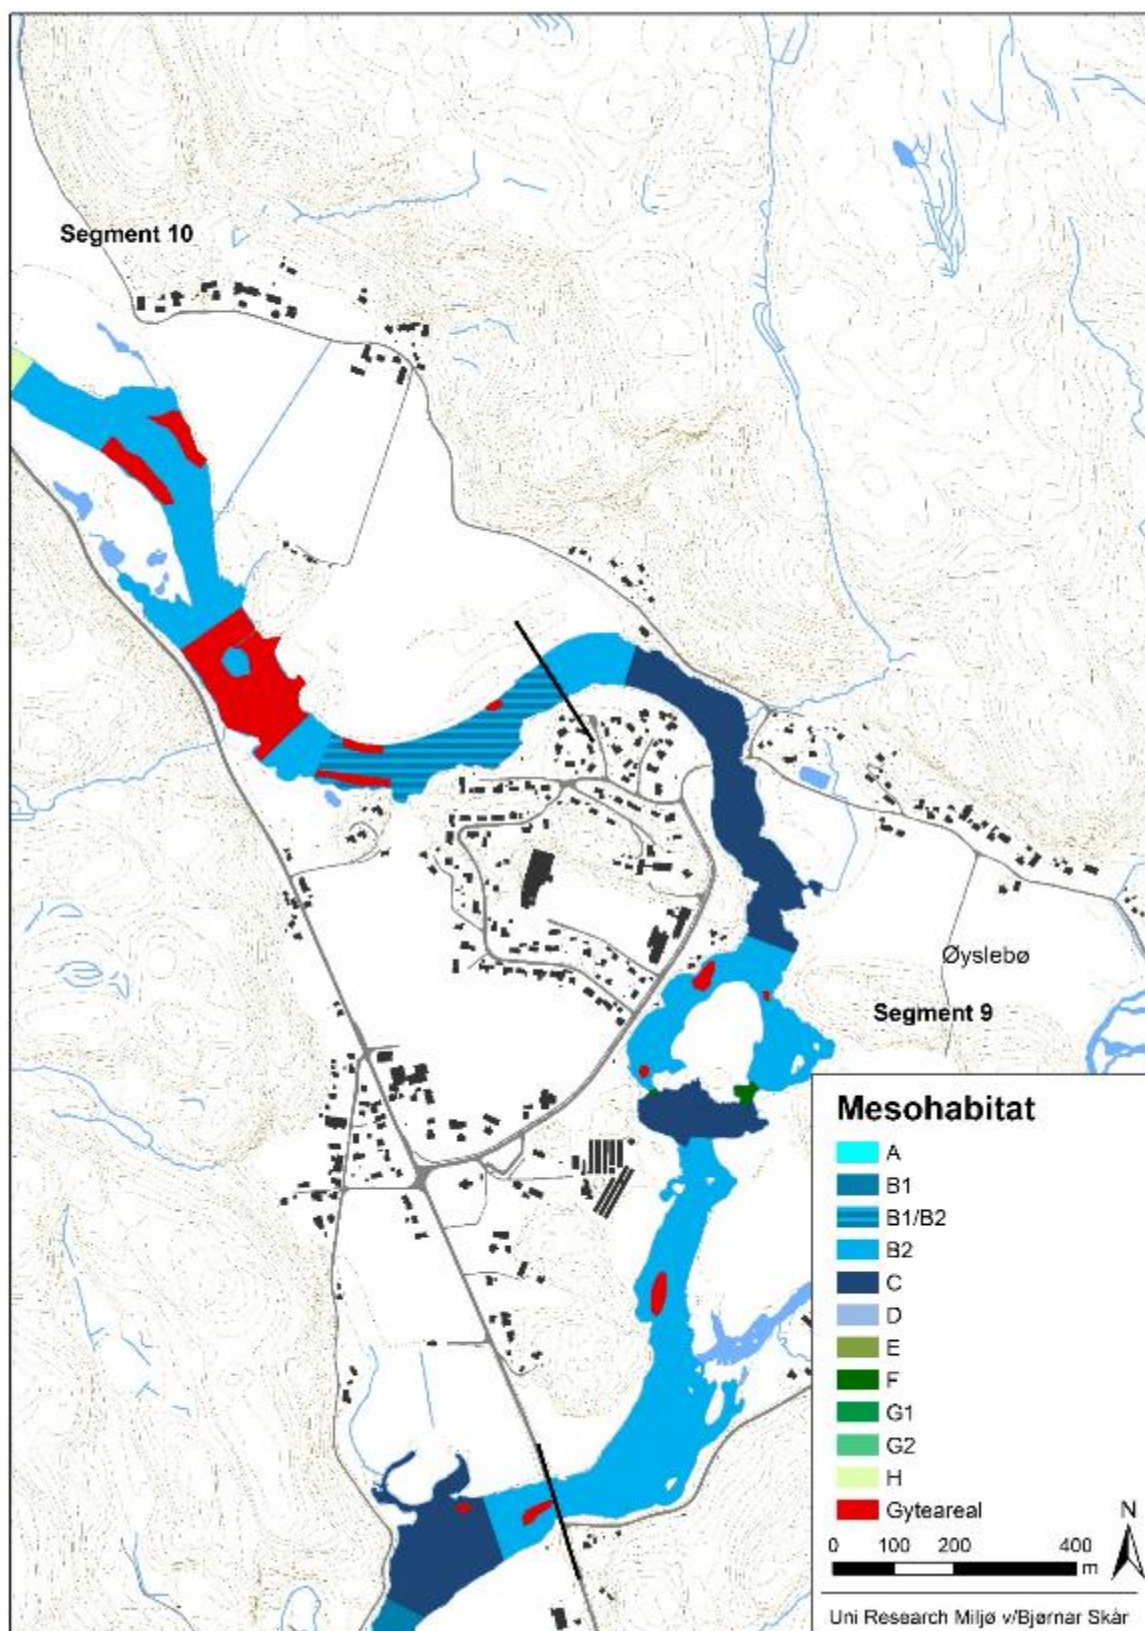 Segment 10
Øyslebø
Segment 9
Mesohabitat
A
B1
B1/B2
B2
C
D
E
F
G1
G2
H
Gyteareal
N
0 100 200 400
m
Uni Research Miljø v/Bjørnar Skår